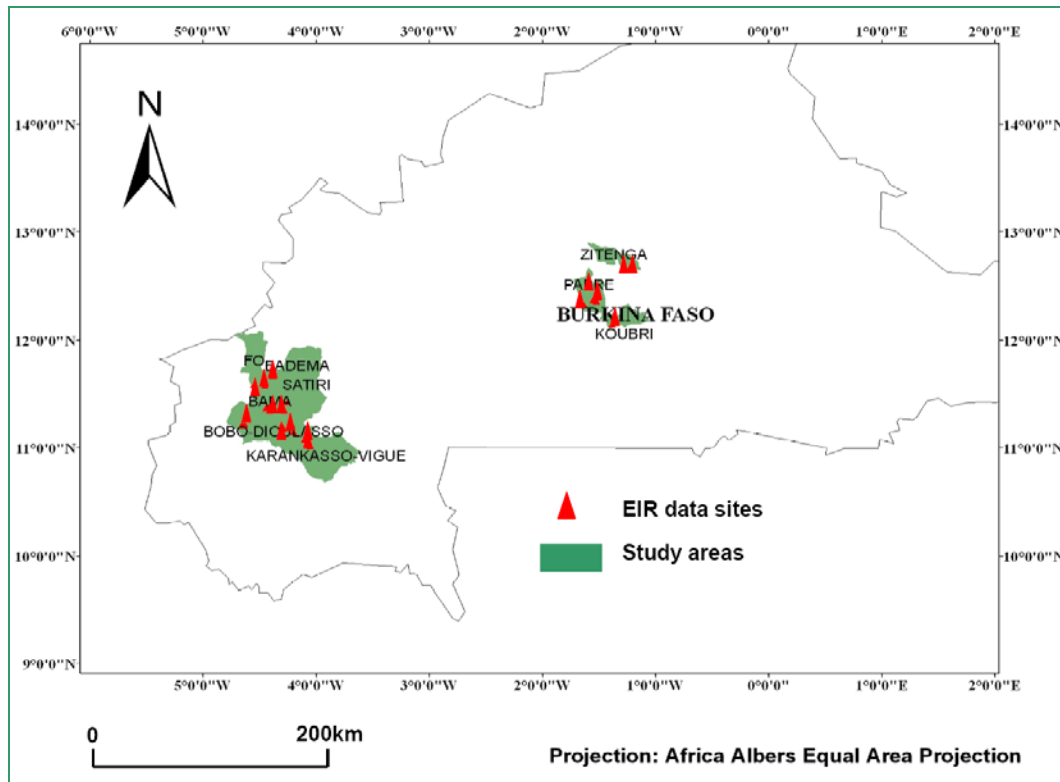 6°0'0"W 5°0'0"W 4°0'0"W 3°0'0"W 2°0'0"W 1°0'0"W 0°0'0" 1°0'0"E 2°0'0"E
N
14°0'0"N 14°0'0"N
13°0'0"N 13°0'0"N
ZITENGA
PABRE
BURKINA FASO
KOUBRI
12°0'0"N 12°0'0"N
FO
BADEMA
SATIRI
BAMA
BOBO DIOULASSO
11°0'0"N 11°0'0"N
KARANKASSO-VIGUE
EIR data sites
Study areas
10°0'0"N 10°0'0"N
9°0'0"N 9°0'0"N
5°0'0"W 4°0'0"W 3°0'0"W 2°0'0"W 1°0'0"W 0°0'0" 1°0'0"E 2°0'0"E
0 200km
Projection: Africa Albers Equal Area Projection